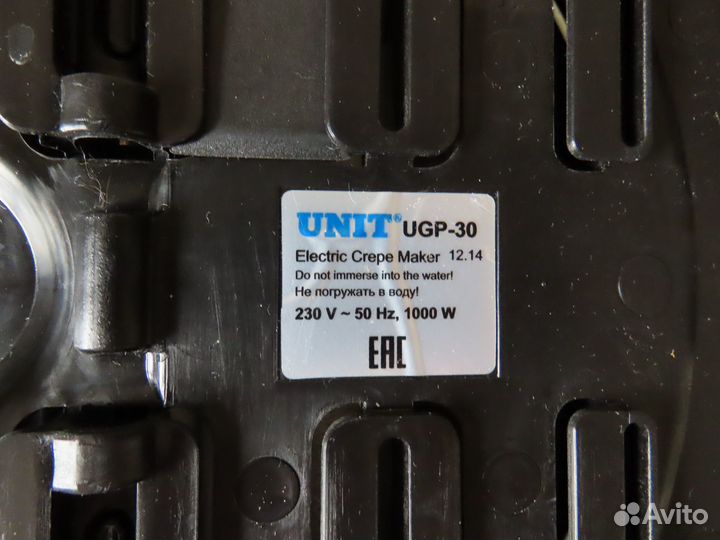 UNIT® UGP-30
Electric Crepe Maker 12.14
Do not immerse into the water!
Не погружать в воду!
230 V ~ 50 Hz, 1000 W
EAC
Avito